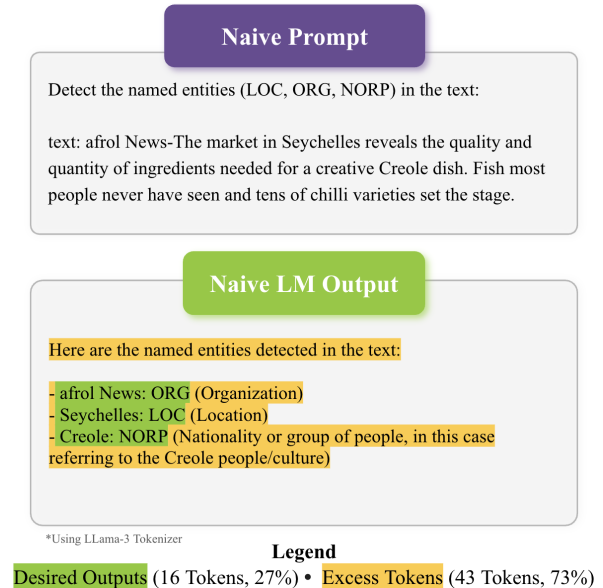 Naive Prompt
Detect the named entities (LOC, ORG, NORP) in the text:
text: afrol News-The market in Seychelles reveals the quality and
quantity of ingredients needed for a creative Creole dish. Fish most
people never have seen and tens of chilli varieties set the stage.
Naive LM Output
Here are the named entities detected in the text:
- afrol News: ORG (Organization)
- Seychelles: LOC (Location)
- Creole: NORP (Nationality or group of people, in this case
referring to the Creole people/culture)
*Using LLama-3 Tokenizer
Legend
Desired Outputs (16 Tokens, 27%) • Excess Tokens (43 Tokens, 73%)